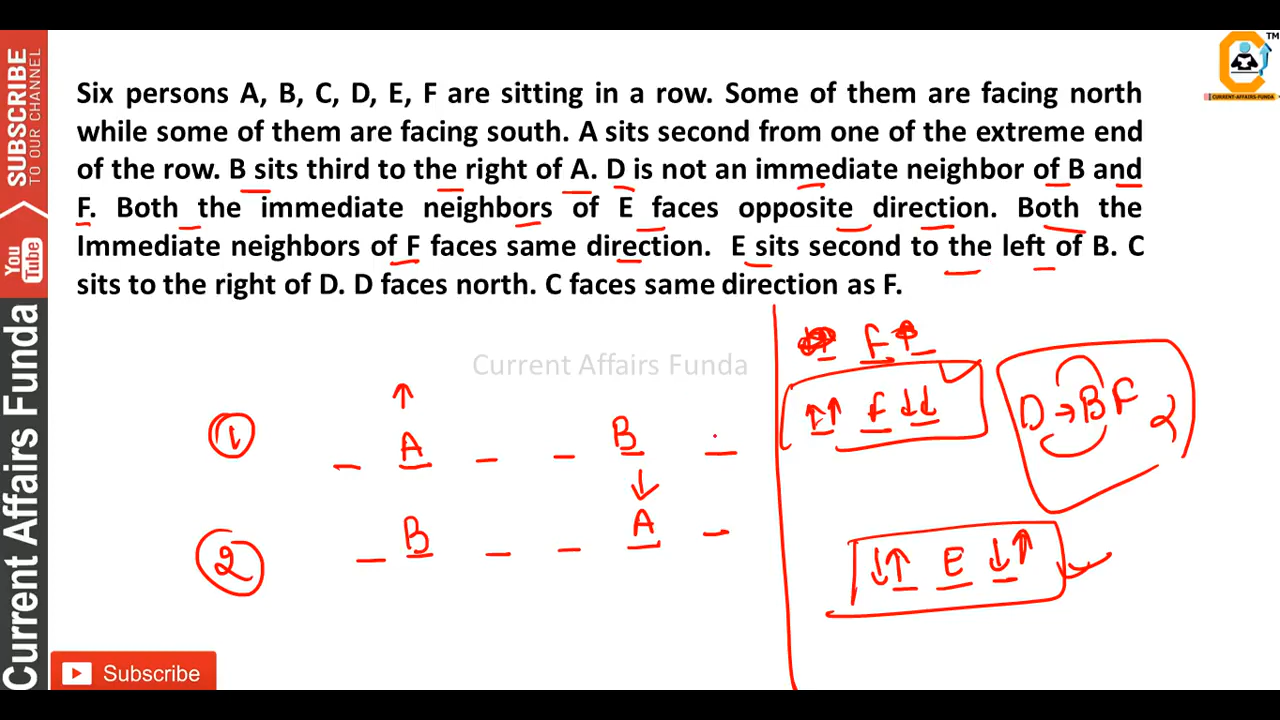 SUBSCRIBE
TO OUR CHANNEL
You Tube
Current Affairs Funda
TM
CURRENT-AFFAIRS-FUNDA
Six persons A, B, C, D, E, F are sitting in a row. Some of them are facing north
while some of them are facing south. A sits second from one of the extreme end
of the row. B sits third to the right of A. D is not an immediate neighbor of B and
F. Both the immediate neighbors of E faces opposite direction. Both the
Immediate neighbors of F faces same direction. E sits second to the left of B. C
sits to the right of D. D faces north. C faces same direction as F.
Current Affairs Funda
F
↑↑ F ↓↓
D → B F 2
↑
1 _ A _ _ B _
↓
2 _ B _ _ A _
↓↑ E ↓↑
Subscribe